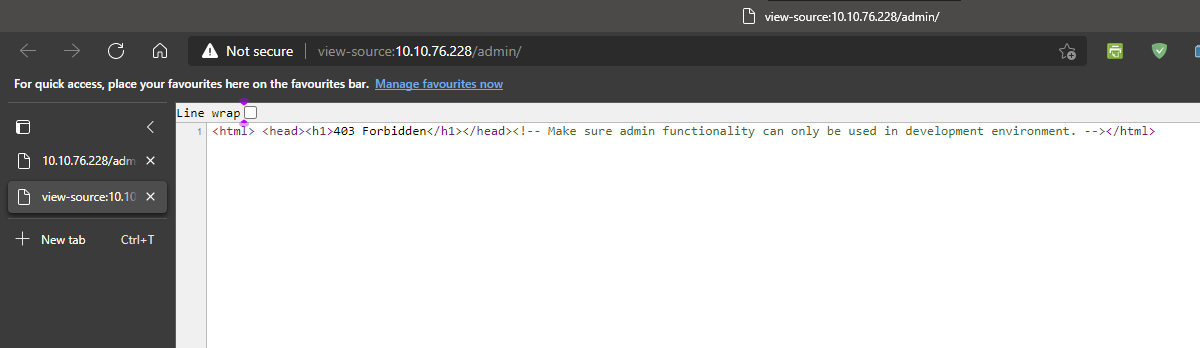 view-source:10.10.76.228/admin/
Not secure view-source:10.10.76.228/admin/
For quick access, place your favourites here on the favourites bar. Manage favourites now
Line wrap
1 <html> <head><h1>403 Forbidden</h1></head><!-- Make sure admin functionality can only be used in development environment. --></html>
10.10.76.228/adm
view-source:10.10
New tab Ctrl+T